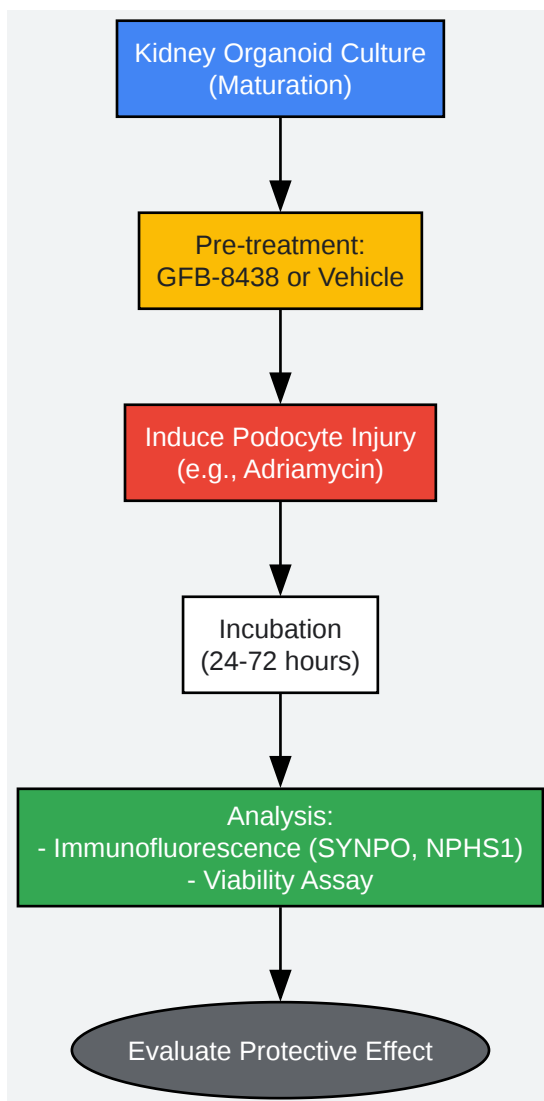 Kidney Organoid Culture
(Maturation)
Pre-treatment:
GFB-8438 or Vehicle
Induce Podocyte Injury
(e.g., Adriamycin)
Incubation
(24-72 hours)
Analysis:
- Immunofluorescence (SYNPO, NPHS1)
- Viability Assay
Evaluate Protective Effect